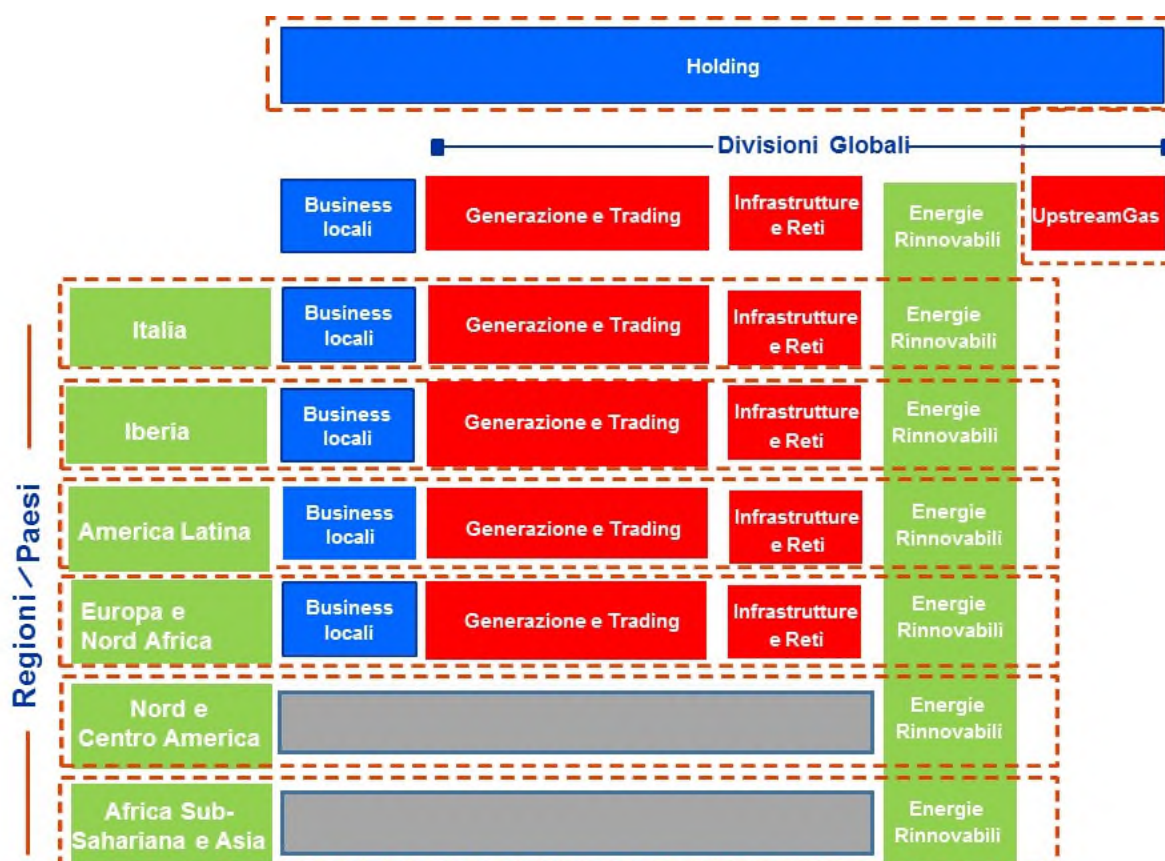 Holding
Divisioni Globali
Business
locali
Generazione e Trading
Infrastrutture
e Reti
Energie
Rinnovabili
UpstreamGas
Regioni / Paesi
Italia
Business
locali
Generazione e Trading
Infrastrutture
e Reti
Energie
Rinnovabili
Iberia
Business
locali
Generazione e Trading
Infrastrutture
e Reti
Energie
Rinnovabili
America Latina
Business
locali
Generazione e Trading
Infrastrutture
e Reti
Energie
Rinnovabili
Europa e
Nord Africa
Business
locali
Generazione e Trading
Infrastrutture
e Reti
Energie
Rinnovabili
Nord e
Centro America
Energie
Rinnovabili
Africa Sub-
Sahariana e Asia
Energie
Rinnovabili